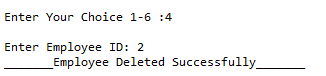 Enter Your Choice 1-6 :4
Enter Employee ID: 2
_______Employee Deleted Successfully_______